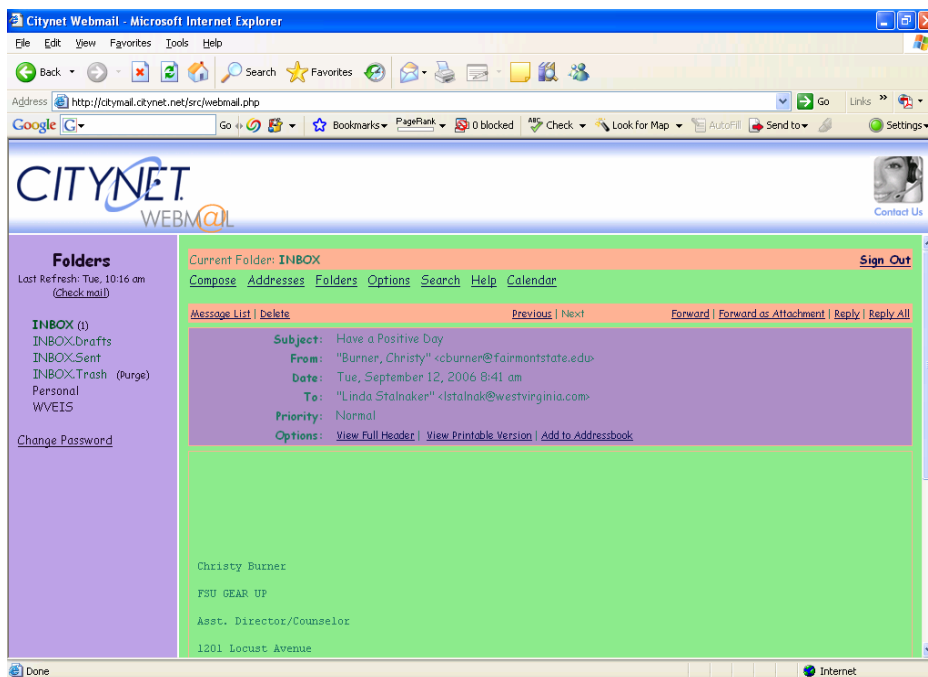 Citynet Webmail - Microsoft Internet Explorer
File Edit View Favorites Tools Help
Back Search Favorites
Address http://citymail.citynet.net/src/webmail.php Go Links »
Google G Go Bookmarks PageRank 0 blocked ABC Check Look for Map AutoFill Send to Settings
CITYNET
WEBM@IL
Contact Us
Folders
Last Refresh: Tue, 10:16 am
(Check mail)
INBOX (1)
INBOX.Drafts
INBOX.Sent
INBOX.Trash (Purge)
Personal
WVEIS
Change Password
Current Folder: INBOX Sign Out
Compose Addresses Folders Options Search Help Calendar
Message List | Delete Previous | Next Forward | Forward as Attachment | Reply | Reply All
Subject: Have a Positive Day
From: "Burner, Christy" <cburner@fairmontstate.edu>
Date: Tue, September 12, 2006 8:41 am
To: "Linda Stalnaker" <lstalnak@westvirginia.com>
Priority: Normal
Options: View Full Header | View Printable Version | Add to Addressbook
Christy Burner
FSU GEAR UP
Asst. Director/Counselor
1201 Locust Avenue
Done Internet